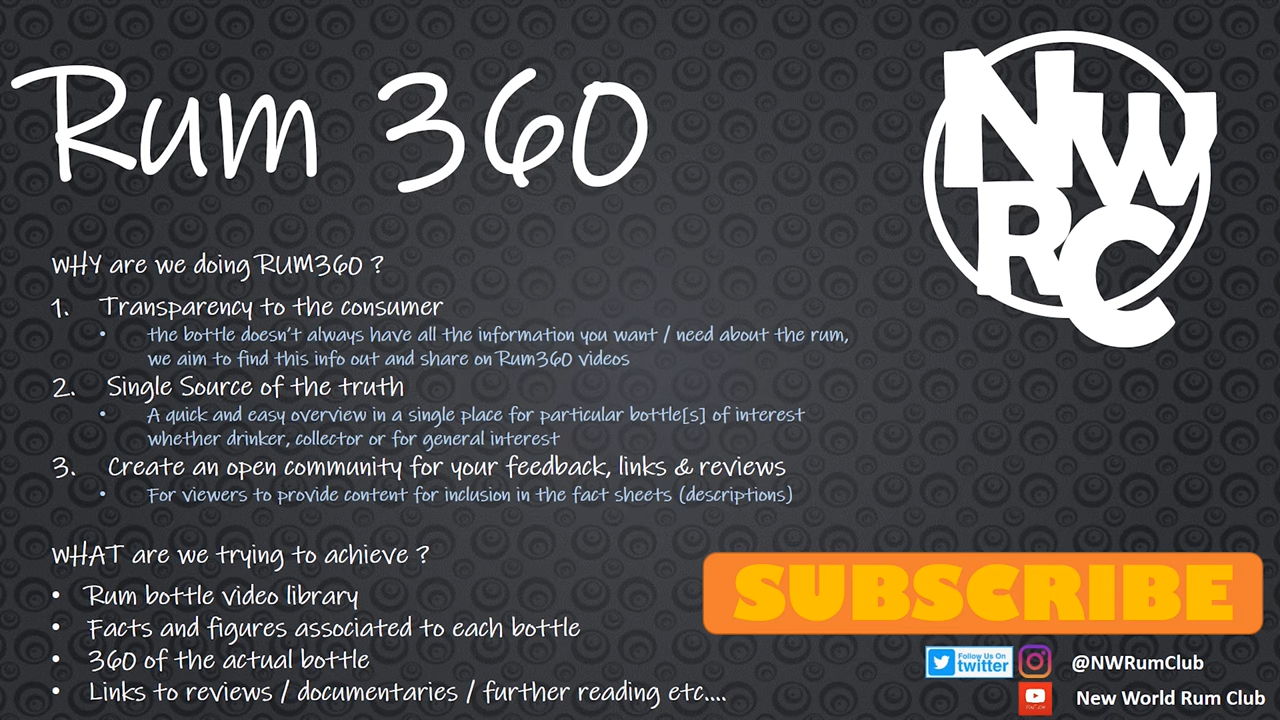 Rum 360
NW
RC
WHY are we doing RUM360 ?
1. Transparency to the consumer
• the bottle doesn't always have all the information you want / need about the rum,
we aim to find this info out and share on Rum360 videos
2. Single Source of the truth
• A quick and easy overview in a single place for particular bottle[s] of interest
whether drinker, collector or for general interest
3. Create an open community for your feedback, links & reviews
• For viewers to provide content for inclusion in the fact sheets (descriptions)
WHAT are we trying to achieve ?
• Rum bottle video library
• Facts and figures associated to each bottle
• 360 of the actual bottle
• Links to reviews / documentaries / further reading etc....
SUBSCRIBE
Follow Us On
twitter
@NWRumClub
YOUTUBE
New World Rum Club